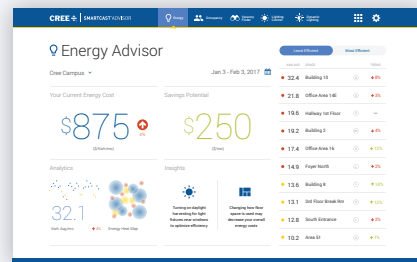 CREE SMARTCAST ADVISOR
Energy
Occupancy
Energy Advisor
Least Efficient
Most Efficient
Cree Campus
Jan 3 - Feb 3, 2017
Your Current Energy Cost
Savings Potential
$875
$250
32.4 Building 10
21.8 Office Area 14E
19.6 Hallway 1st Floor
19.2 Building 2
17.4 Office Area 16
14.9 Foyer North
13.6 Building 8
13.1 3rd Floor Break Rm
12.8 South Entrance
10.2 Area 51
Analytics
Insights
32.1
Energy Heat Map
Turning on daylight
harvesting for light
fixtures near windows
to optimize efficiency
Changing how floor
space is used may
decrease your overall
energy costs